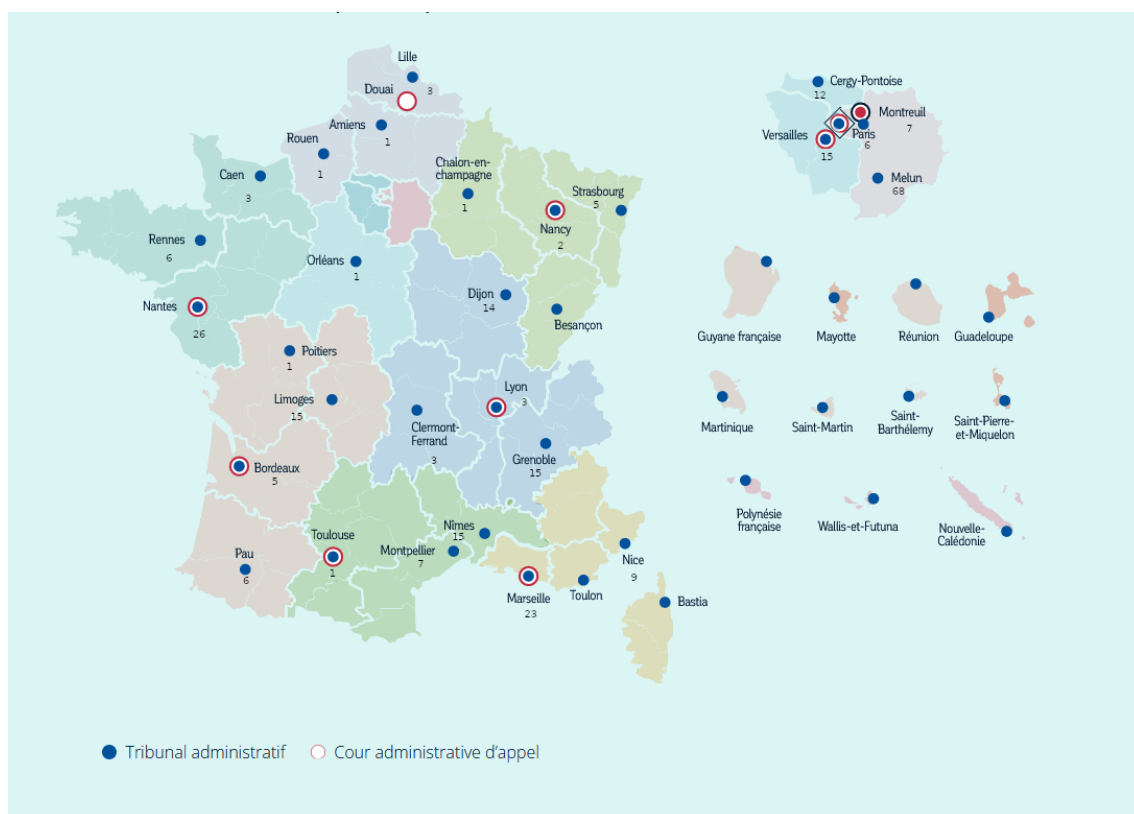 Lille
3
Douai
Amiens
1
Rouen
1
Caen
3
Chalon-en-
champagne
1
Strasbourg
5
Nancy
2
Rennes
6
Orléans
1
Nantes
26
Dijon
14
Besançon
Poitiers
1
Limoges
15
Lyon
3
Clermont-
Ferrand
3
Grenoble
15
Bordeaux
5
Toulouse
1
Nîmes
15
Montpellier
7
Pau
6
Marseille
23
Toulon
Nice
9
Bastia
Cergy-Pontoise
12
Montreuil
7
Versailles
15
Paris
6
Melun
68
Guyane française
Mayotte
Réunion
Guadeloupe
Martinique
Saint-Martin
Saint-
Barthélemy
Saint-Pierre-
et-Miquelon
Polynésie
française
Wallis-et-Futuna
Nouvelle-
Calédonie
Tribunal administratif
Cour administrative d'appel